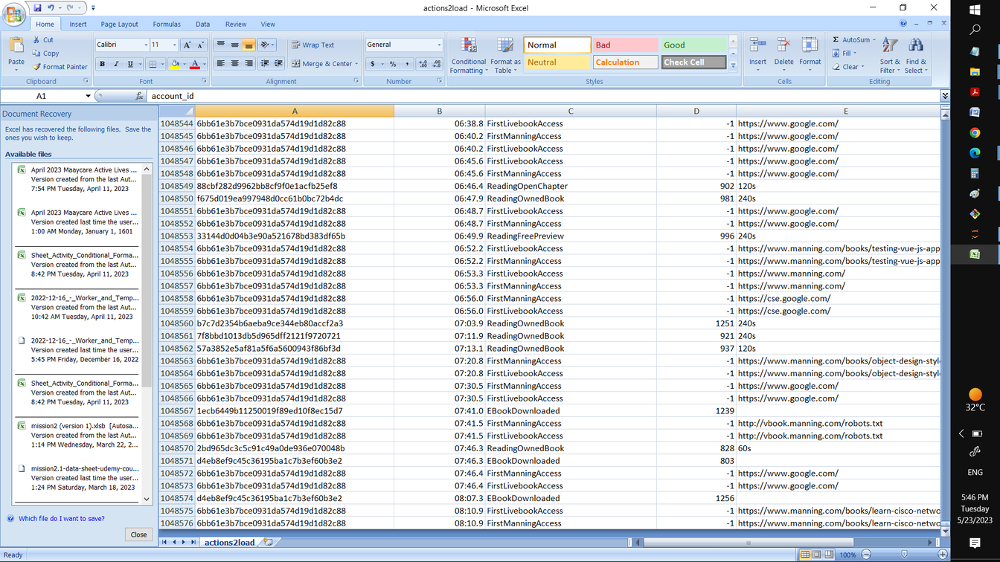 actions2load - Microsoft Excel
Home Insert Page Layout Formulas Data Review View
Paste
Cut
Copy
Format Painter
Clipboard
Calibri 11
B I U
Font
Wrap Text
Merge & Center
Alignment
General
$ % ,
Number
Conditional Formatting
Format as Table
Normal Bad Good
Neutral Calculation Check Cell
Styles
Insert Delete Format
Cells
Σ AutoSum
Fill
Clear
Sort & Filter
Find & Select
Editing
A1 fx account_id
Document Recovery
Excel has recovered the following files. Save the
ones you wish to keep.
Available files
April 2023 Maaycare Active Lives ...
Version created from the last Aut...
7:54 PM Tuesday, April 11, 2023
April 2023 Maaycare Active Lives ...
Version created last time the user...
1:00 AM Monday, January 1, 1601
Sheet_Activity_Conditional_Forma...
Version created from the last Aut...
8:42 PM Tuesday, April 11, 2023
2022-12-16_-_Worker_and_Temp...
Version created from the last Aut...
10:42 AM Tuesday, April 11, 2023
2022-12-16_-_Worker_and_Temp...
Version created last time the user...
5:45 PM Friday, December 16, 2022
Sheet_Activity_Conditional_Forma...
Version created from the last Aut...
8:42 PM Tuesday, April 11, 2023
mission2 (version 1).xlsb [Autosa...
Version created from the last Aut...
1:14 PM Wednesday, March 22, 2...
mission2.1-data-sheet-udemy-cou...
Version created last time the user...
1:24 PM Saturday, March 18, 2023
Which file do I want to save?
Close
A B C D E
1048544 6bb61e3b7bce0931da574d19d1d82c88 06:38.8 FirstLivebookAccess -1 https://www.google.com/
1048545 6bb61e3b7bce0931da574d19d1d82c88 06:40.2 FirstManningAccess -1 https://www.google.com/
1048546 6bb61e3b7bce0931da574d19d1d82c88 06:40.2 FirstLivebookAccess -1 https://www.google.com/
1048547 6bb61e3b7bce0931da574d19d1d82c88 06:45.6 FirstLivebookAccess -1 https://www.google.com/
1048548 6bb61e3b7bce0931da574d19d1d82c88 06:45.6 FirstManningAccess -1 https://www.google.com/
1048549 88cbf282d9962bb8cf9f0e1acfb25ef8 06:46.4 ReadingOpenChapter 902 120s
1048550 f675d019ea997948d0cc61b0bc72b4dc 06:47.9 ReadingOwnedBook 981 240s
1048551 6bb61e3b7bce0931da574d19d1d82c88 06:48.7 FirstLivebookAccess -1 https://www.google.com/
1048552 6bb61e3b7bce0931da574d19d1d82c88 06:48.7 FirstManningAccess -1 https://www.google.com/
1048553 33144d0d04b3e90a521678bd383df65b 06:49.9 ReadingFreePreview 996 240s
1048554 6bb61e3b7bce0931da574d19d1d82c88 06:52.2 FirstLivebookAccess -1 https://www.manning.com/books/testing-vue-js-app
1048555 6bb61e3b7bce0931da574d19d1d82c88 06:52.2 FirstManningAccess -1 https://www.manning.com/books/testing-vue-js-app
1048556 6bb61e3b7bce0931da574d19d1d82c88 06:53.3 FirstLivebookAccess -1 https://www.manning.com/
1048557 6bb61e3b7bce0931da574d19d1d82c88 06:53.3 FirstManningAccess -1 https://www.manning.com/
1048558 6bb61e3b7bce0931da574d19d1d82c88 06:56.0 FirstManningAccess -1 https://cse.google.com/
1048559 6bb61e3b7bce0931da574d19d1d82c88 06:56.0 FirstLivebookAccess -1 https://cse.google.com/
1048560 b7c7d2354b6aeba9ce344eb80accf2a3 07:03.9 ReadingOwnedBook 1251 240s
1048561 7f8bbd1013db5d965dff2121f9720721 07:11.9 ReadingOwnedBook 921 240s
1048562 57a3852e5af81a5f6a5600943f86bf3d 07:13.1 ReadingOwnedBook 937 120s
1048563 6bb61e3b7bce0931da574d19d1d82c88 07:20.8 FirstLivebookAccess -1 https://www.manning.com/books/object-design-style
1048564 6bb61e3b7bce0931da574d19d1d82c88 07:20.8 FirstManningAccess -1 https://www.manning.com/books/object-design-style
1048565 6bb61e3b7bce0931da574d19d1d82c88 07:30.5 FirstManningAccess -1 https://www.google.com/
1048566 6bb61e3b7bce0931da574d19d1d82c88 07:30.5 FirstLivebookAccess -1 https://www.google.com/
1048567 1ecb6449b11250019f89ed10f8ec15d7 07:41.0 EBookDownloaded 1239
1048568 6bb61e3b7bce0931da574d19d1d82c88 07:41.5 FirstManningAccess -1 http://vbook.manning.com/robots.txt
1048569 6bb61e3b7bce0931da574d19d1d82c88 07:41.5 FirstLivebookAccess -1 http://vbook.manning.com/robots.txt
1048570 2bd965dc3c5c91c49a0de936e070048b 07:46.3 ReadingOwnedBook 828 60s
1048571 d4eb8ef9c45c36195ba1c7b3ef60b3e2 07:46.3 EBookDownloaded 803
1048572 6bb61e3b7bce0931da574d19d1d82c88 07:46.4 FirstManningAccess -1 https://www.google.com/
1048573 6bb61e3b7bce0931da574d19d1d82c88 07:46.4 FirstLivebookAccess -1 https://www.google.com/
1048574 d4eb8ef9c45c36195ba1c7b3ef60b3e2 08:07.3 EBookDownloaded 1256
1048575 6bb61e3b7bce0931da574d19d1d82c88 08:10.9 FirstLivebookAccess -1 https://www.manning.com/books/learn-cisco-netwo
1048576 6bb61e3b7bce0931da574d19d1d82c88 08:10.9 FirstManningAccess -1 https://www.manning.com/books/learn-cisco-netwo
actions2load
Ready
100%
32°C
ENG
5:46 PM
Tuesday
5/23/2023